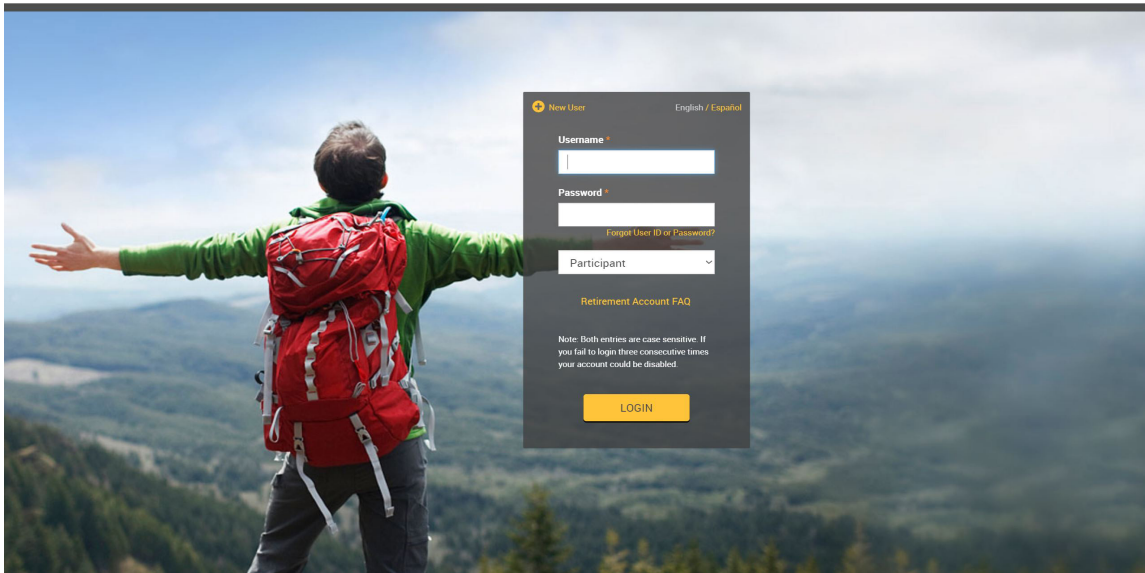 New User
English / Español
Username *
Password *
Forgot User ID or Password?
Participant
Retirement Account FAQ
Note: Both entries are case sensitive. If
you fail to login three consecutive times
your account could be disabled.
LOGIN